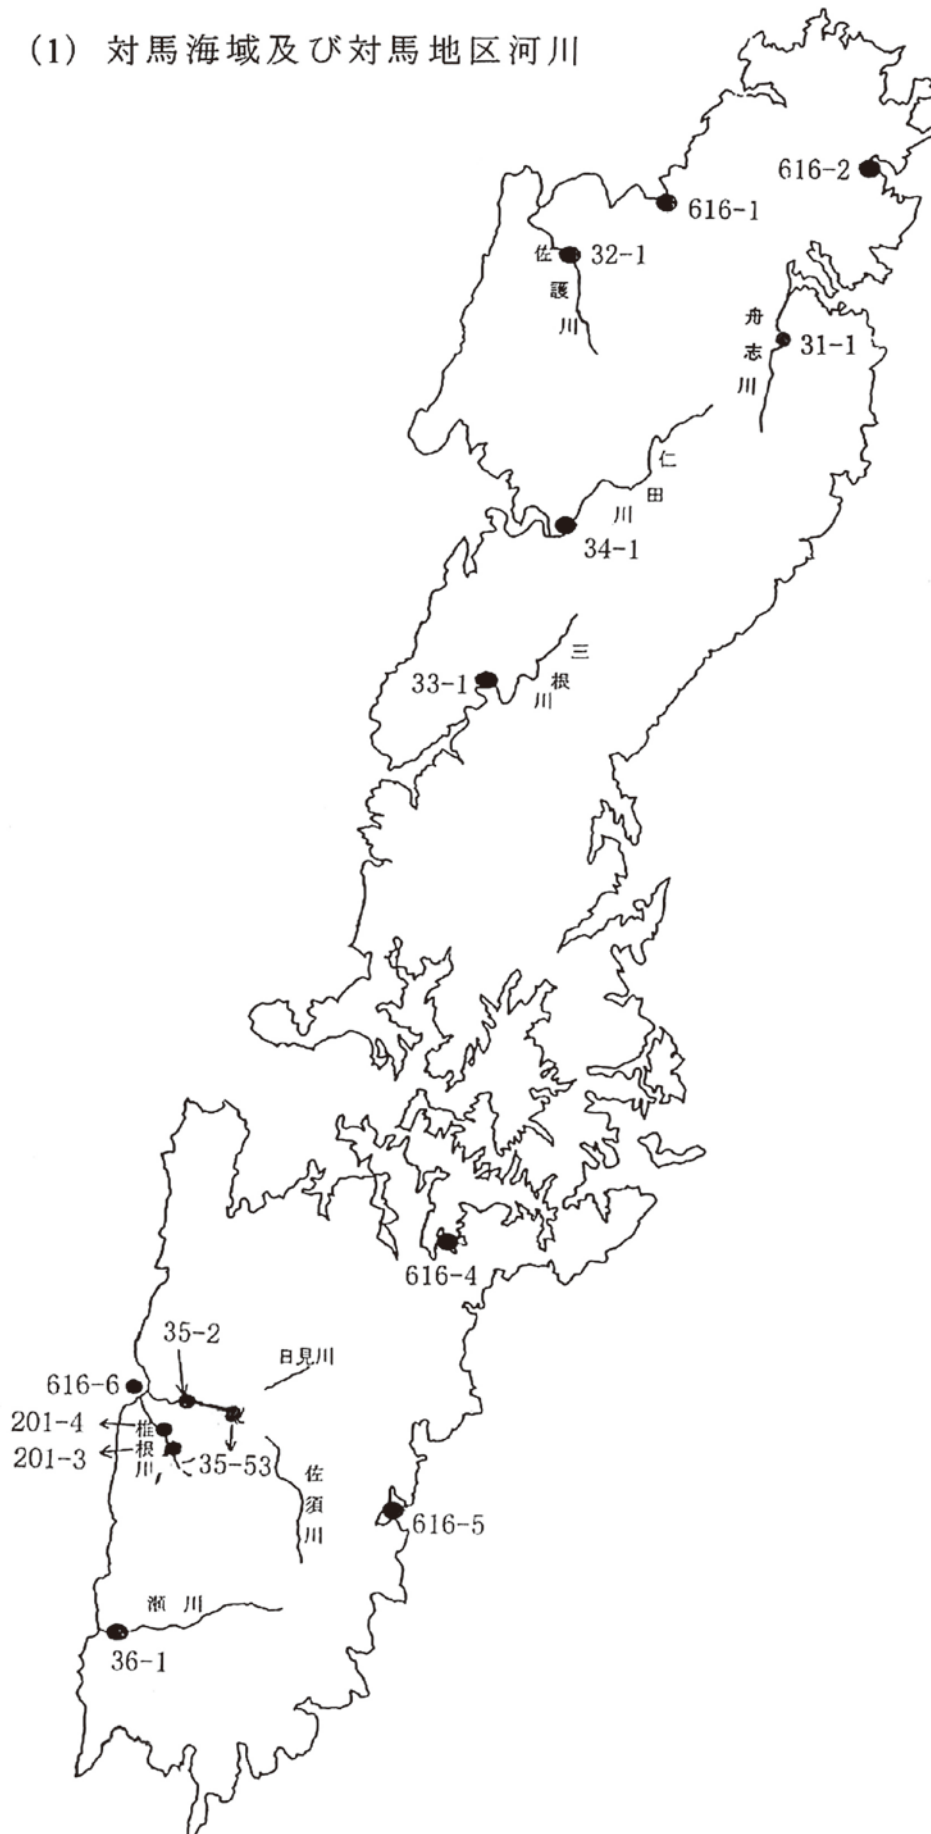 (1) 対馬海域及び対馬地区河川
616-2
616-1
佐護川
32-1
舟志川
31-1
仁田川
34-1
三根川
33-1
616-4
35-2
日見川
616-6
201-4
椎根川
201-3
35-53
佐須川
616-5
瀬川
36-1